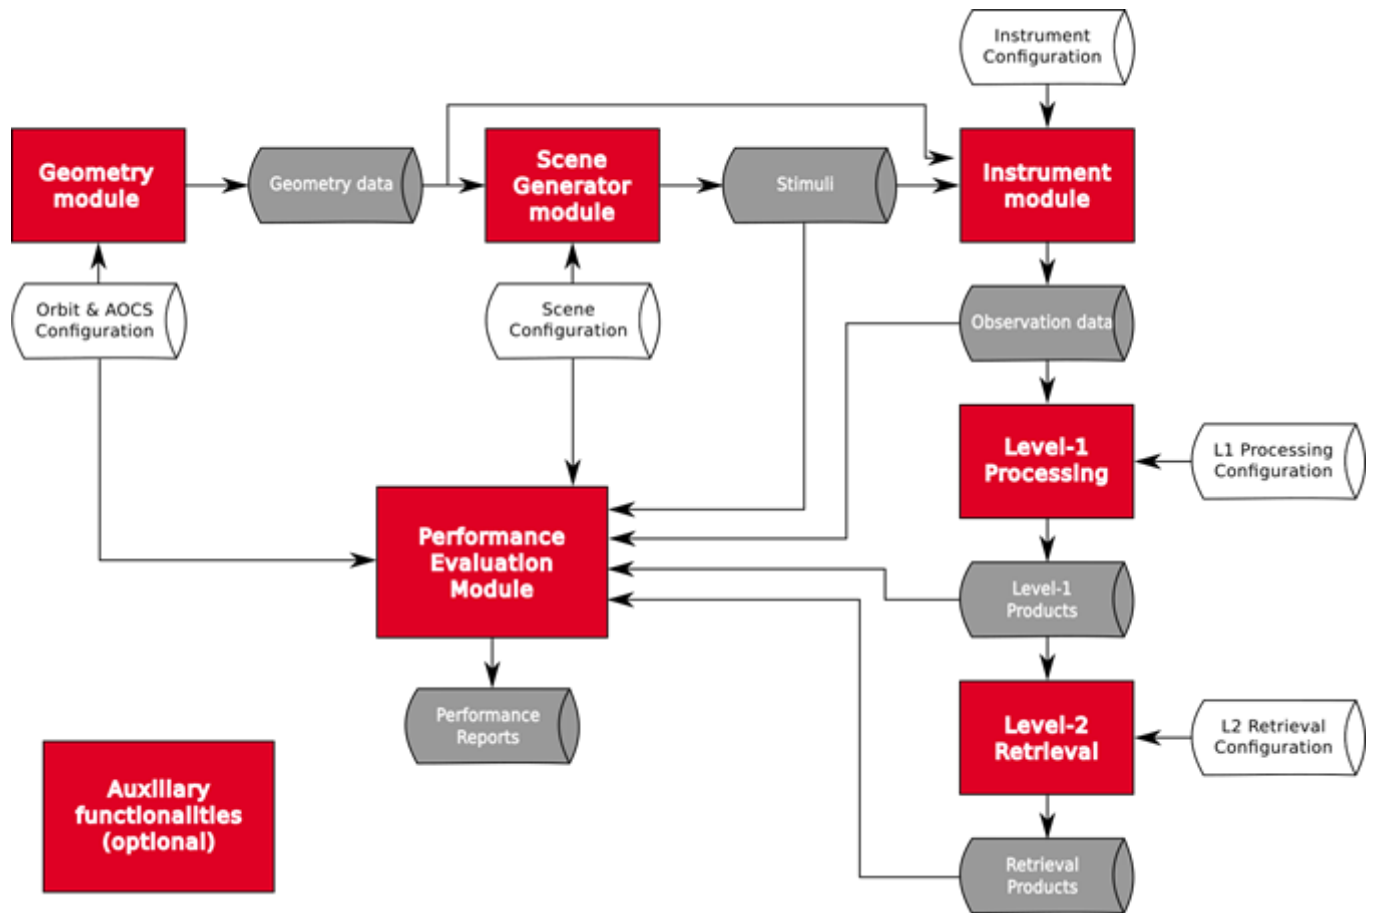 Instrument
Configuration
Geometry
module
Geometry data
Scene
Generator
module
Stimuli
Instrument
module
Orbit & AOCS
Configuration
Scene
Configuration
Observation data
Level-1
Processing
L1 Processing
Configuration
Performance
Evaluation
Module
Level-1
Products
Performance
Reports
Level-2
Retrieval
L2 Retrieval
Configuration
Auxiliary
functionalities
(optional)
Retrieval
Products